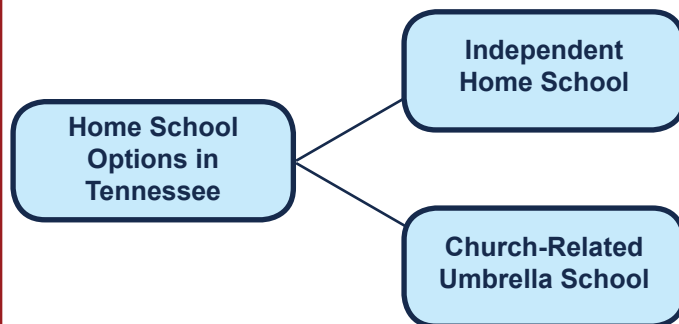 Independent
Home School
Home School
Options in
Tennessee
Church-Related
Umbrella School